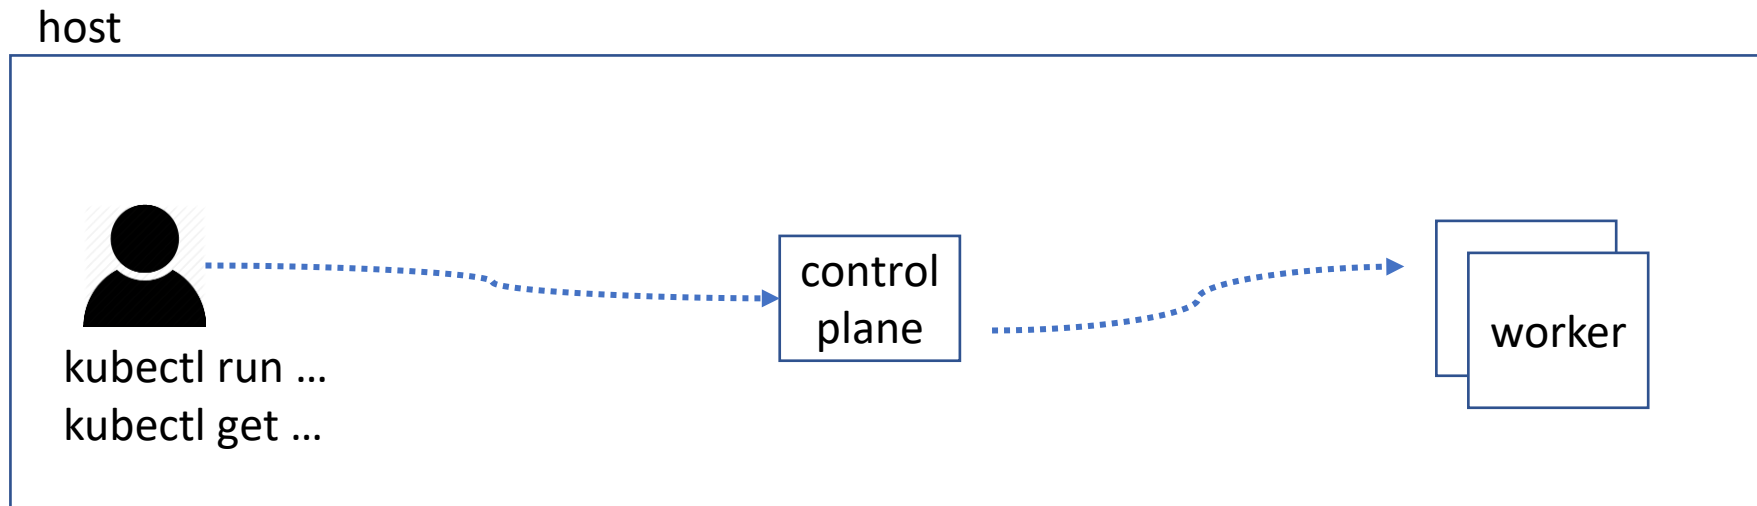 host
control
plane
worker
kubectl run ...
kubectl get ...